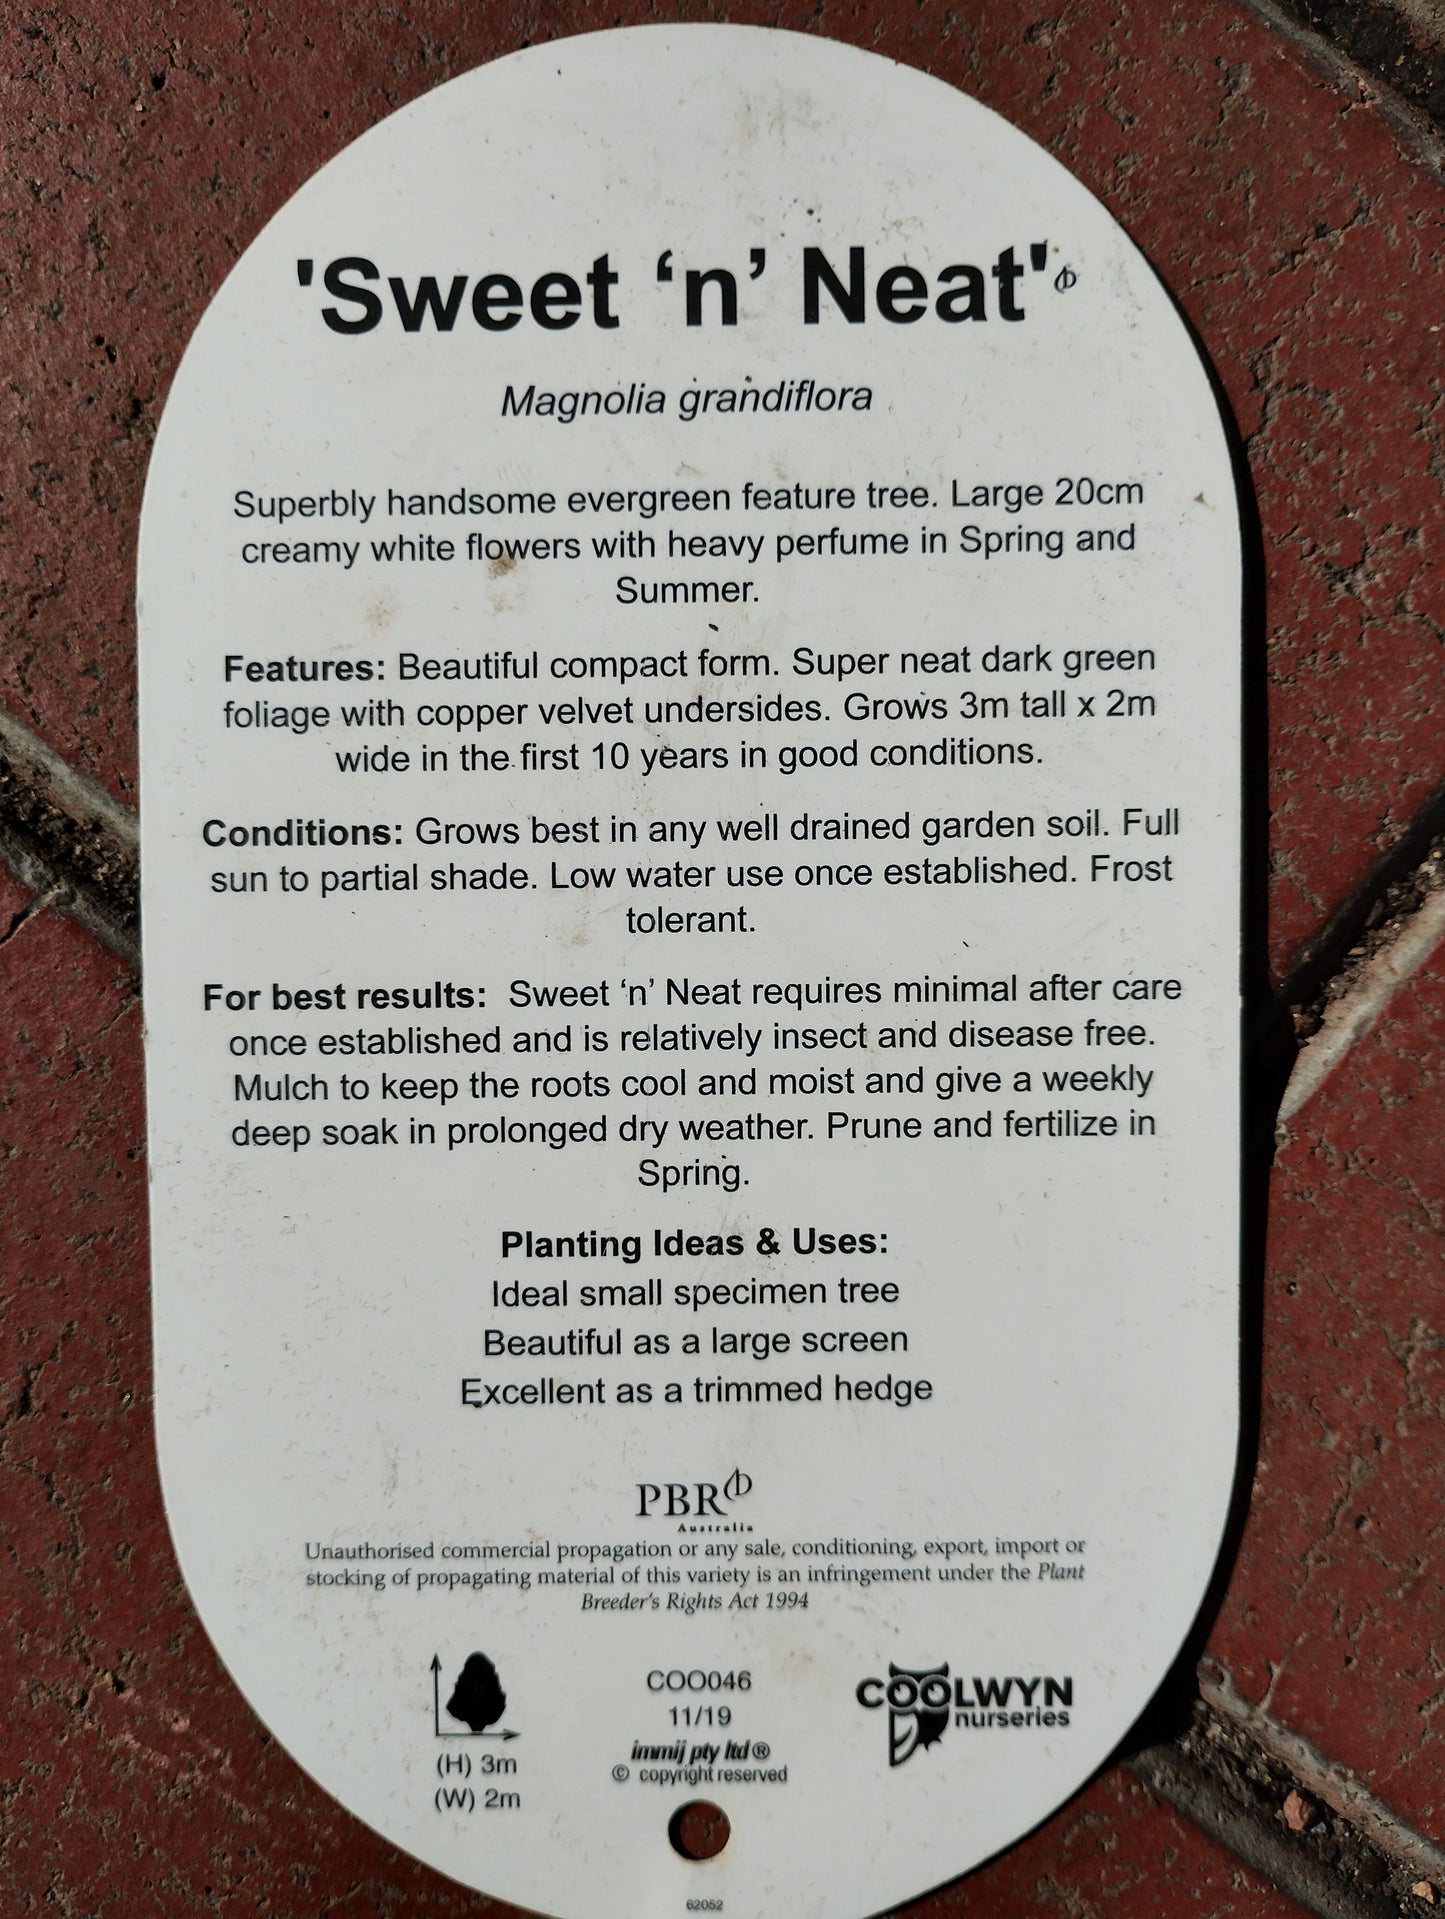 'Sweet ‘n’ Neat'
Magnolia grandiflora
Superbly handsome evergreen feature tree. Large 20cm
creamy white flowers with heavy perfume in Spring and
Summer.
Features: Beautiful compact form. Super neat dark green
foliage with copper velvet undersides. Grows 3m tall x 2m
wide in the first 10 years in good conditions.
Conditions: Grows best in any well drained garden soil. Full
sun to partial shade. Low water use once established. Frost
tolerant.
For best results: Sweet ‘n’ Neat requires minimal after care
once established and is relatively insect and disease free.
Mulch to keep the roots cool and moist and give a weekly
deep soak in prolonged dry weather. Prune and fertilize in
Spring.
Planting Ideas & Uses:
Ideal small specimen tree
Beautiful as a large screen
Excellent as a trimmed hedge
PBR
Australia
Unauthorised commercial propagation or any sale, conditioning, export, import or
stocking of propagating material of this variety is an infringement under the Plant
Breeder's Rights Act 1994
(H) 3m
(W) 2m
COO046
11/19
immij pty ltd ®
© copyright reserved
COOLWYN
nurseries
62052